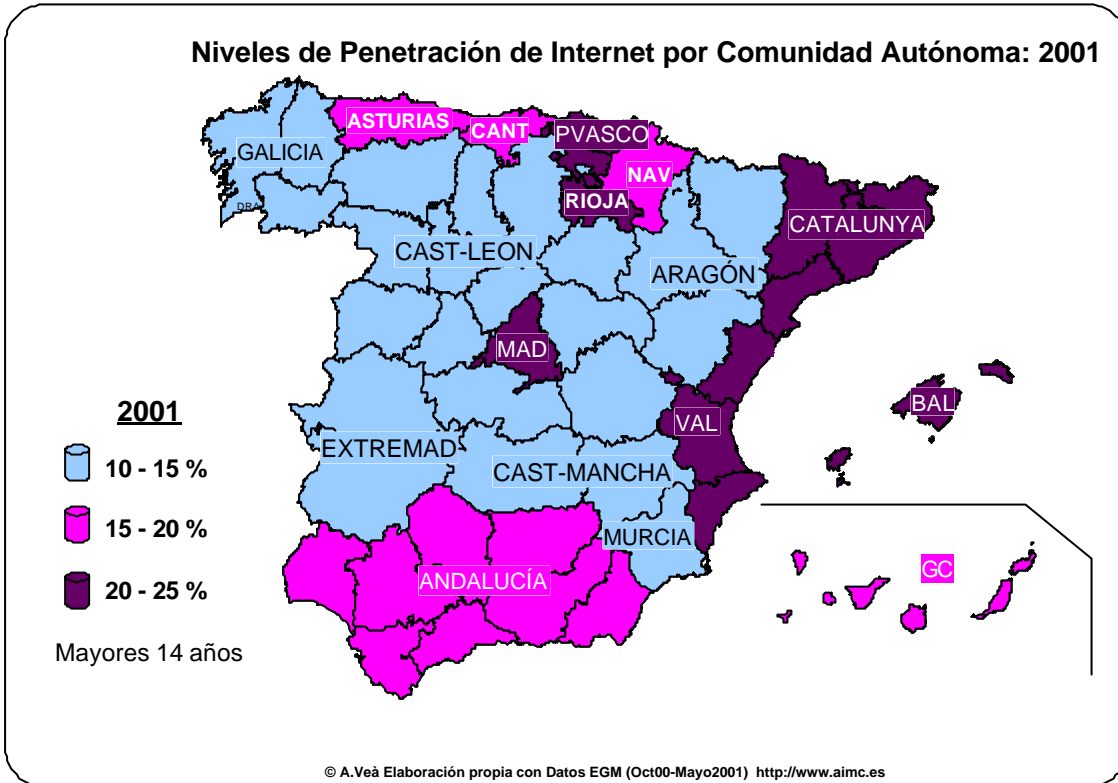 Niveles de Penetración de Internet por Comunidad Autónoma: 2001
ASTURIAS
CANT
PVASCO
GALICIA
NAV
RIOJA
DRA
CATALUNYA
CAST-LEON
ARAGÓN
MAD
BAL
2001
VAL
EXTREMAD
10 - 15 %
CAST-MANCHA
15 - 20 %
MURCIA
GC
ANDALUCÍA
20 - 25 %
Mayores 14 años
© A.Veà Elaboración propia con Datos EGM (Oct00-Mayo2001) http://www.aimc.es